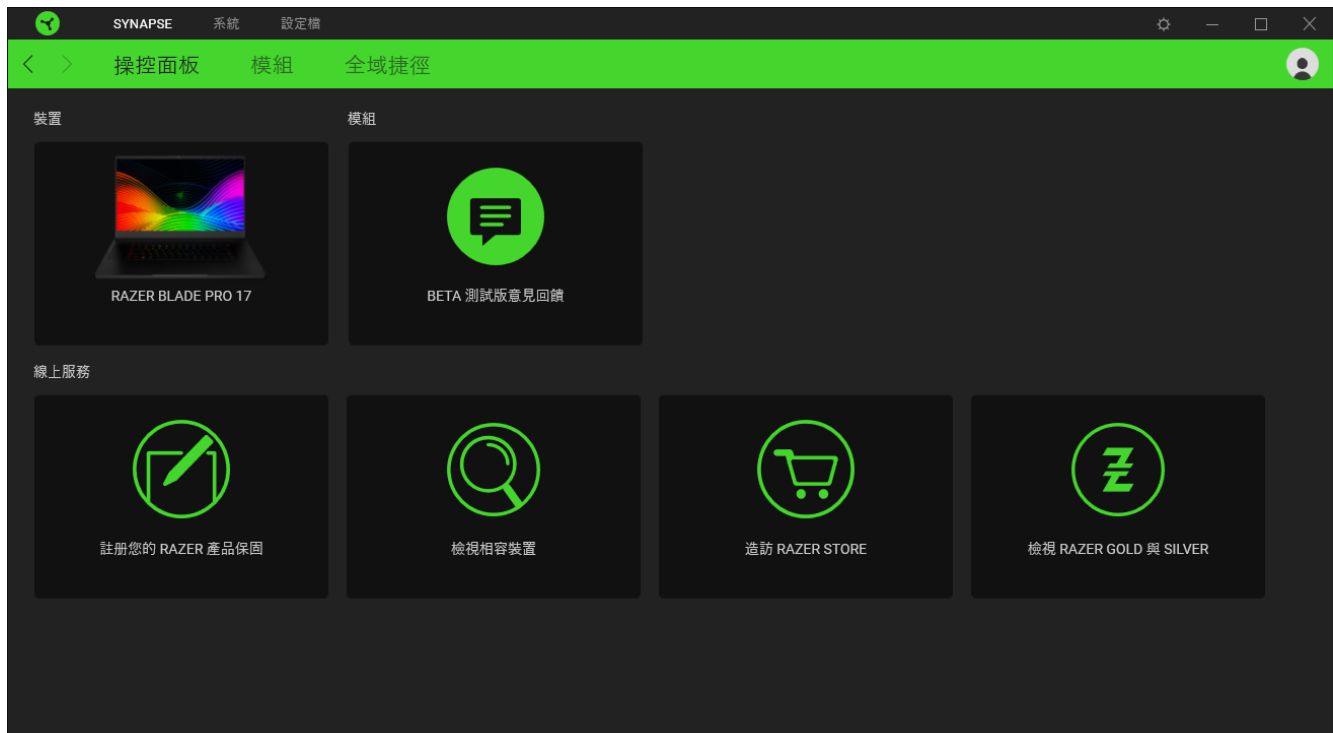 SYNAPSE 系統 設定檔
操控面板 模組 全域捷徑
裝置 模組
RAZER BLADE PRO 17 BETA 測試版意見回饋
線上服務
註册您的 RAZER 產品保固 檢視相容裝置 造訪 RAZER STORE 檢視 RAZER GOLD 與 SILVER